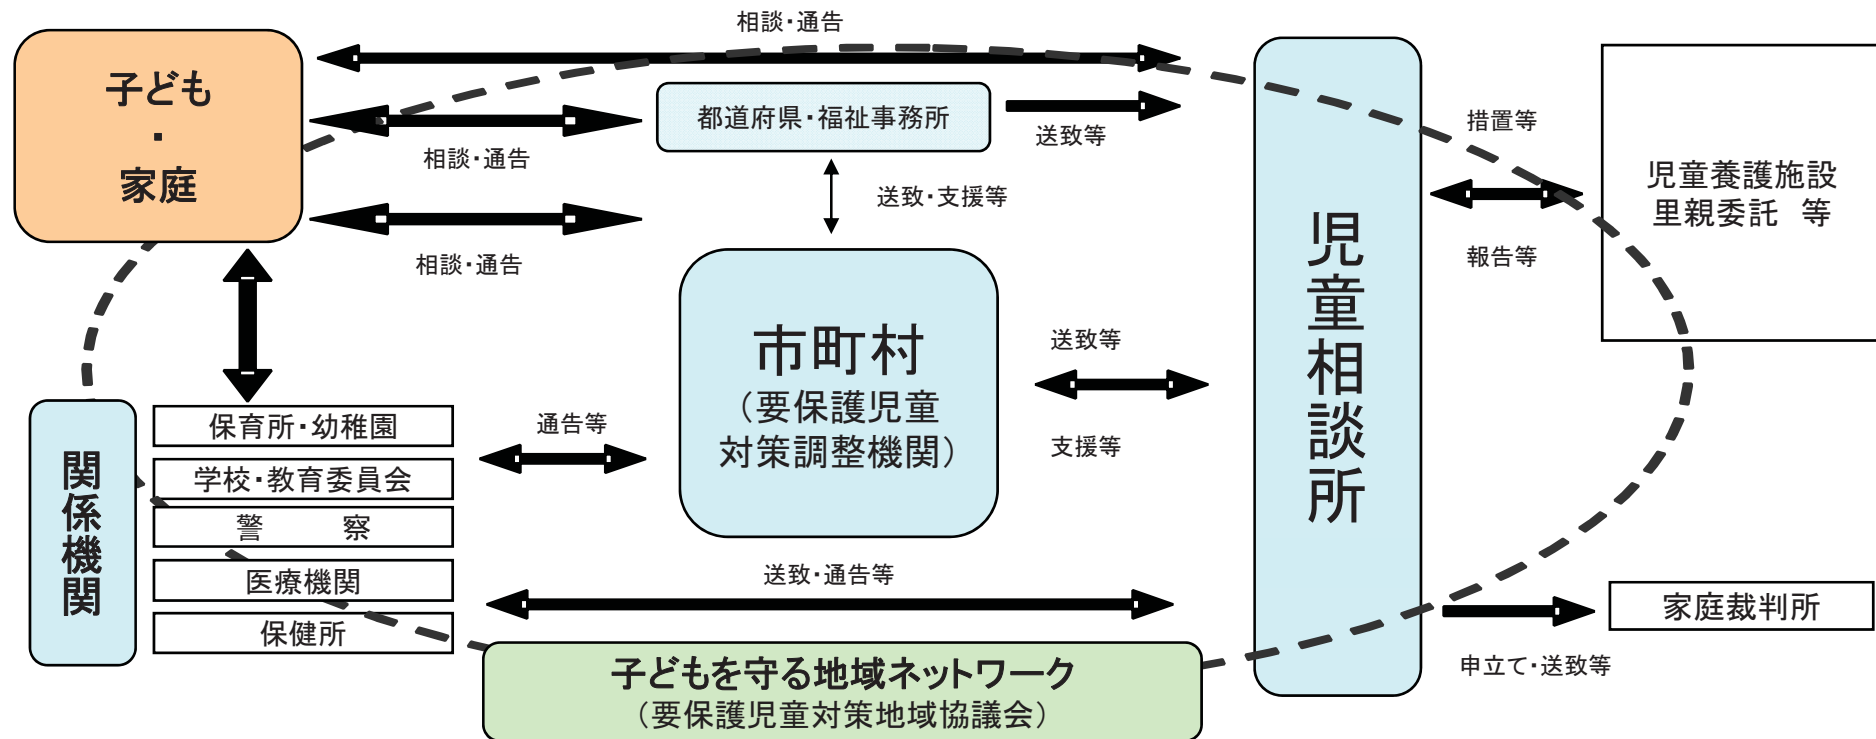 相談・通告
子ども
・
家庭
都道府県・福祉事務所
送致等
相談・通告
送致・支援等
相談・通告
措置等
児童養護施設
里親委託 等
報告等
児童相談所
市町村
（要保護児童
対策調整機関）
送致等
支援等
通告等
関係機関
保育所・幼稚園
学校・教育委員会
警 察
医療機関
保健所
送致・通告等
家庭裁判所
申立て・送致等
子どもを守る地域ネットワーク
（要保護児童対策地域協議会）